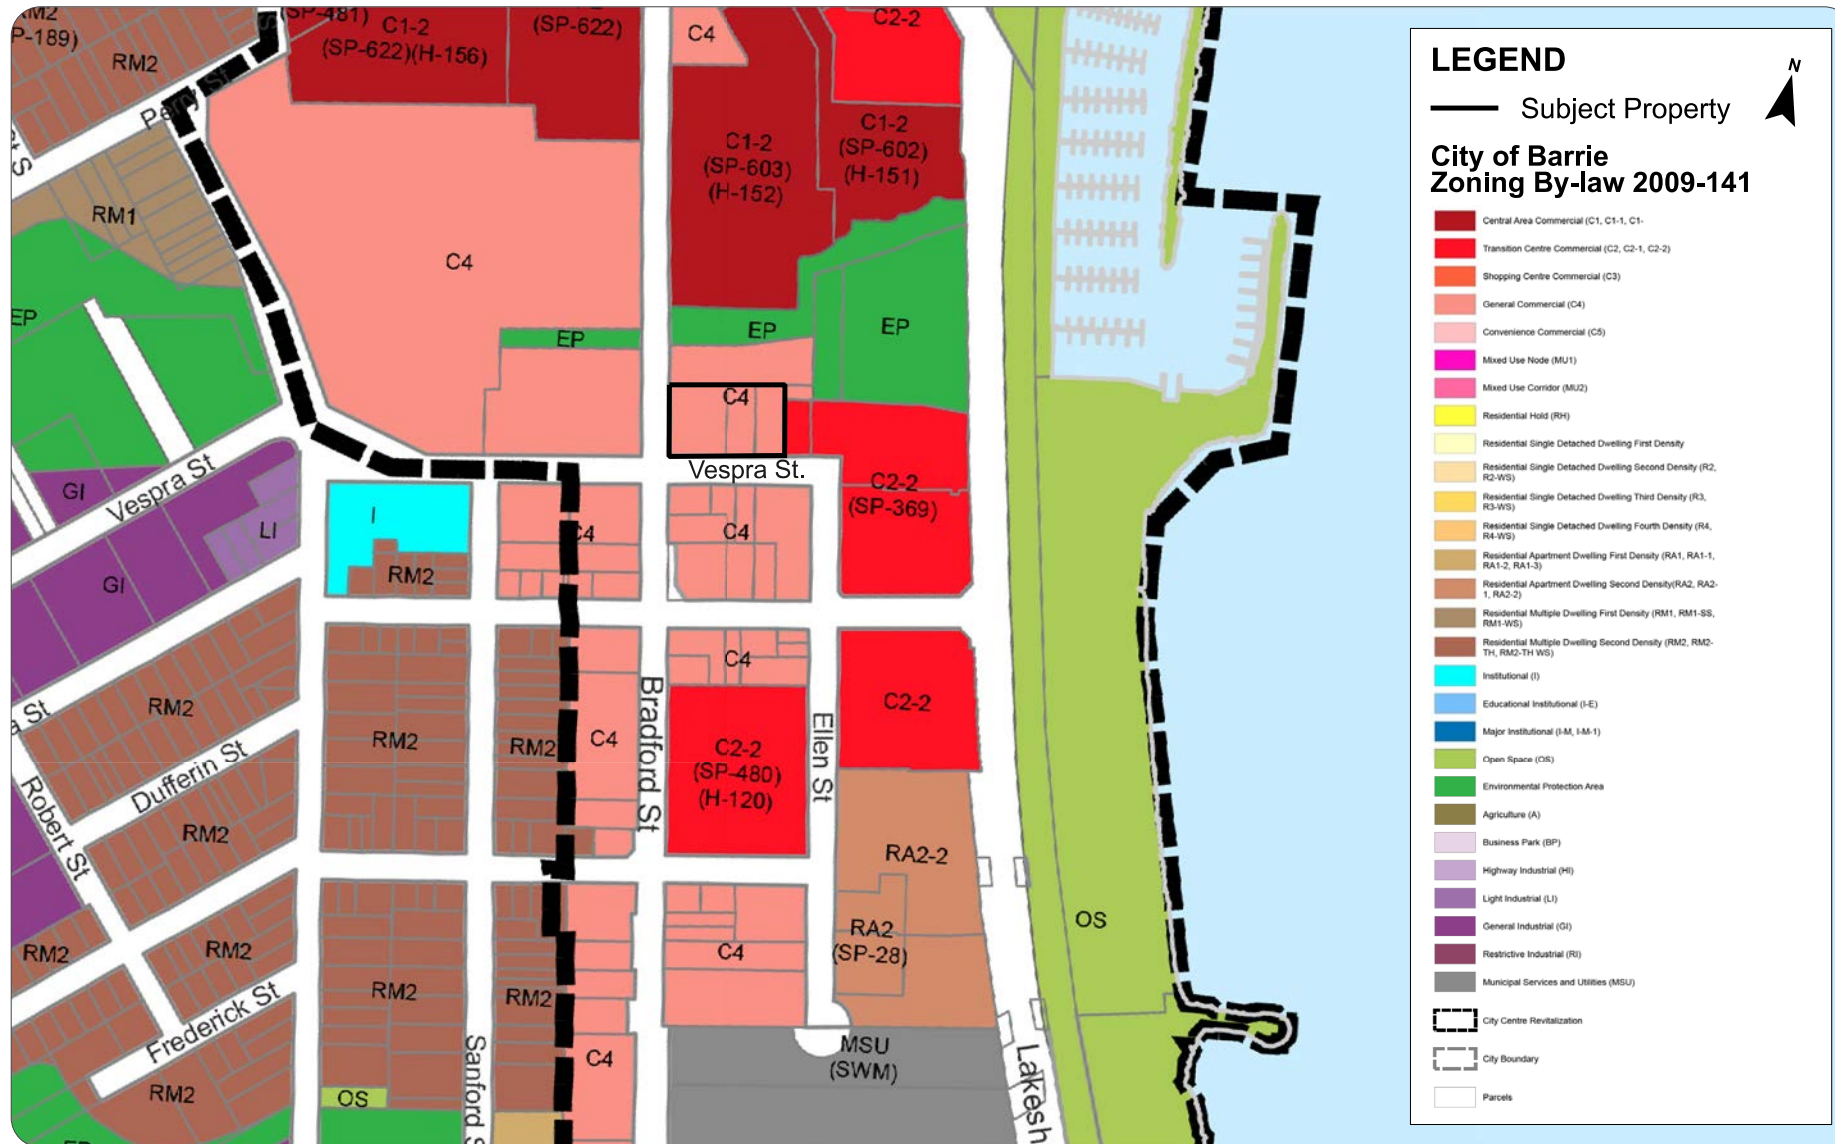 RM2
P-189)
RM2
(SP-481)
C1-2
(SP-622)(H-156)
(SP-622)
C4
C2-2
Perry St
C1-2
(SP-603)
(H-152)
C1-2
(SP-602)
(H-151)
RM1
C4
EP
EP
EP
EP
C4
Vespra St.
Vespra St
GI
LI
GI
I
RM2
C4
C4
C2-2
(SP-369)
C4
C2-2
RM2
RM2
RM2
C4
Bradford St
C2-2
(SP-480)
(H-120)
Ellen St
a St
Dufferin St
Robert St
RM2
RA2-2
RA2
(SP-28)
OS
RM2
RM2
RM2
RM2
C4
Frederick St
RM2
OS
Sanford S
C4
MSU
(SWM)
Lakesh
LEGEND
N
Subject Property
City of Barrie
Zoning By-law 2009-141
Central Area Commercial (C1, C1-1, C1-
Transition Centre Commercial (C2, C2-1, C2-2)
Shopping Centre Commercial (C3)
General Commercial (C4)
Convenience Commercial (C5)
Mixed Use Node (MU1)
Mixed Use Corridor (MU2)
Residential Hold (RH)
Residential Single Detached Dwelling First Density
Residential Single Detached Dwelling Second Density (R2,
R2-WS)
Residential Single Detached Dwelling Third Density (R3,
R3-WS)
Residential Single Detached Dwelling Fourth Density (R4,
R4-WS)
Residential Apartment Dwelling First Density (RA1, RA1-1,
RA1-2, RA1-3)
Residential Apartment Dwelling Second Density(RA2, RA2-
1, RA2-2)
Residential Multiple Dwelling First Density (RM1, RM1-SS,
RM1-WS)
Residential Multiple Dwelling Second Density (RM2, RM2-
TH, RM2-TH WS)
Institutional (I)
Educational Institutional (I-E)
Major Institutional (I-M, I-M-1)
Open Space (OS)
Environmental Protection Area
Agriculture (A)
Business Park (BP)
Highway Industrial (HI)
Light Industrial (LI)
General Industrial (GI)
Restrictive Industrial (RI)
Municipal Services and Utilities (MSU)
City Centre Revitalization
City Boundary
Parcels